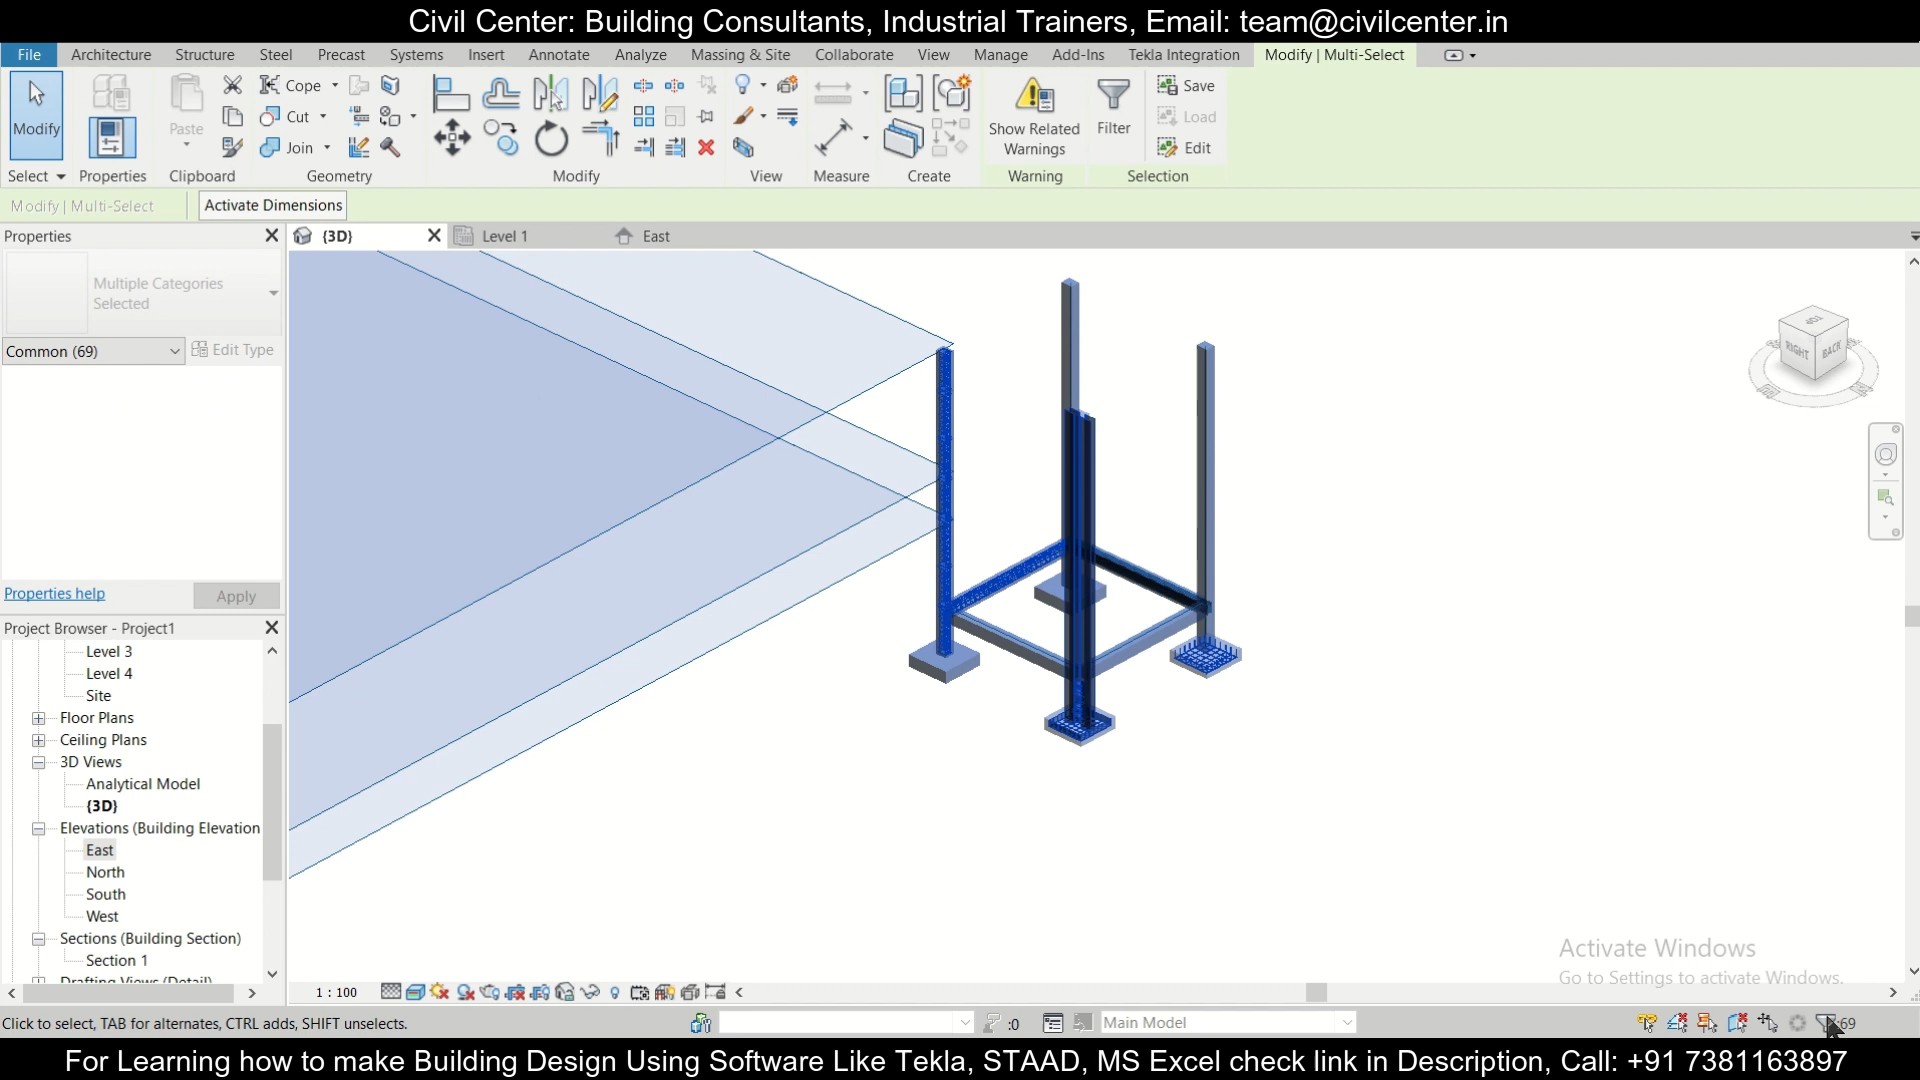 Civil Center: Building Consultants, Industrial Trainers, Email: team@civilcenter.in
File Architecture Structure Steel Precast Systems Insert Annotate Analyze Massing & Site Collaborate View Manage Add-Ins Tekla Integration Modify | Multi-Select
Modify
Paste
Cope
Cut
Join
Show Related Warnings
Filter
Save
Load
Edit
Select Properties Clipboard Geometry Modify View Measure Create Warning Selection
Modify | Multi-Select Activate Dimensions
Properties
{3D} Level 1 East
Multiple Categories
Selected
Common (69) Edit Type
RIGHT BACK
Properties help Apply
Project Browser - Project1
Level 3
Level 4
Site
Floor Plans
Ceiling Plans
3D Views
Analytical Model
{3D}
Elevations (Building Elevation
East
North
South
West
Sections (Building Section)
Section 1
Drafting Views (Detail)
Activate Windows
Go to Settings to activate Windows.
1 : 100
Click to select, TAB for alternates, CTRL adds, SHIFT unselects. :0 Main Model :69
For Learning how to make Building Design Using Software Like Tekla, STAAD, MS Excel check link in Description, Call: +91 7381163897